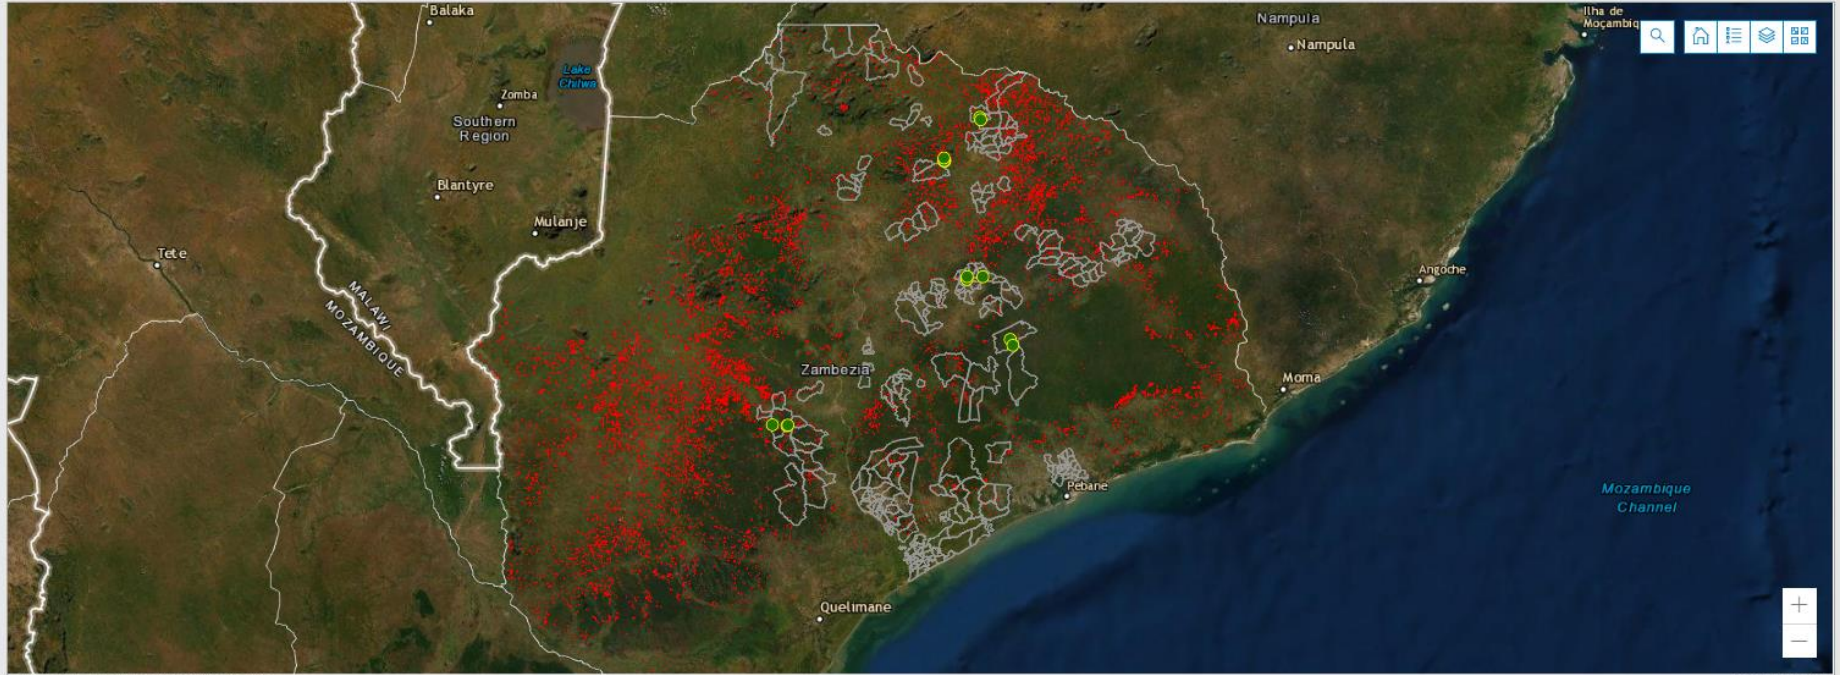 Balaka
Nampula
Ilha de
Moçambiq
Nampula
Lake
Chilwa
Zomba
Southern
Region
Blantyre
Mulanje
Tete
Angoche
MALAWI
MOZAMBIQUE
Zambezia
Moma
Pebane
Mozambique
Channel
Quelimane